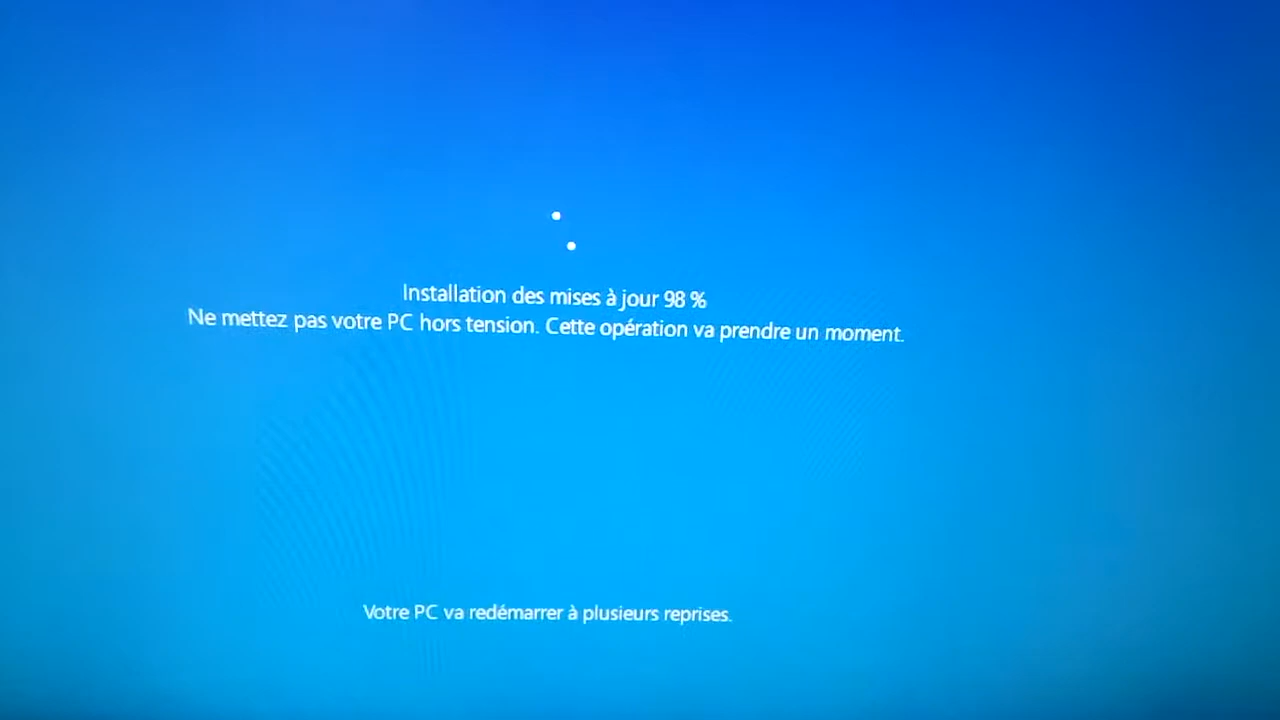 Installation des mises à jour 98 %
Ne mettez pas votre PC hors tension. Cette opération va prendre un moment.
Votre PC va redémarrer à plusieurs reprises.